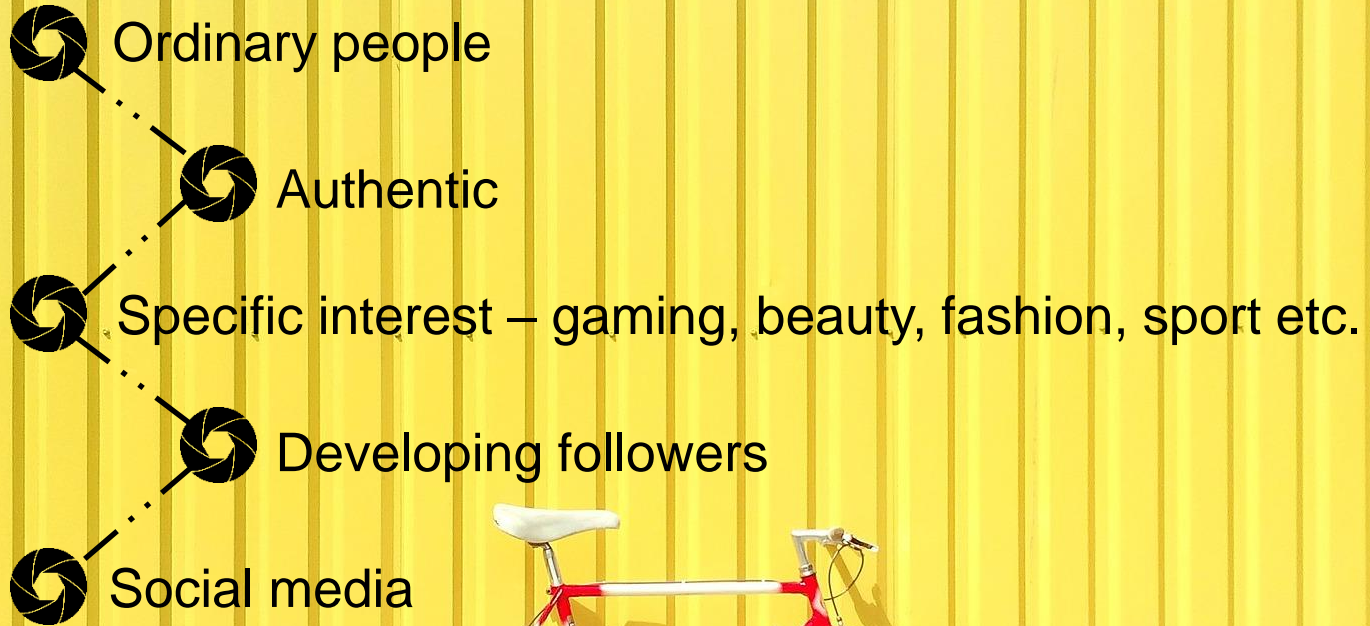 Ordinary people
Authentic
Specific interest – gaming, beauty, fashion, sport etc.
Developing followers
Social media